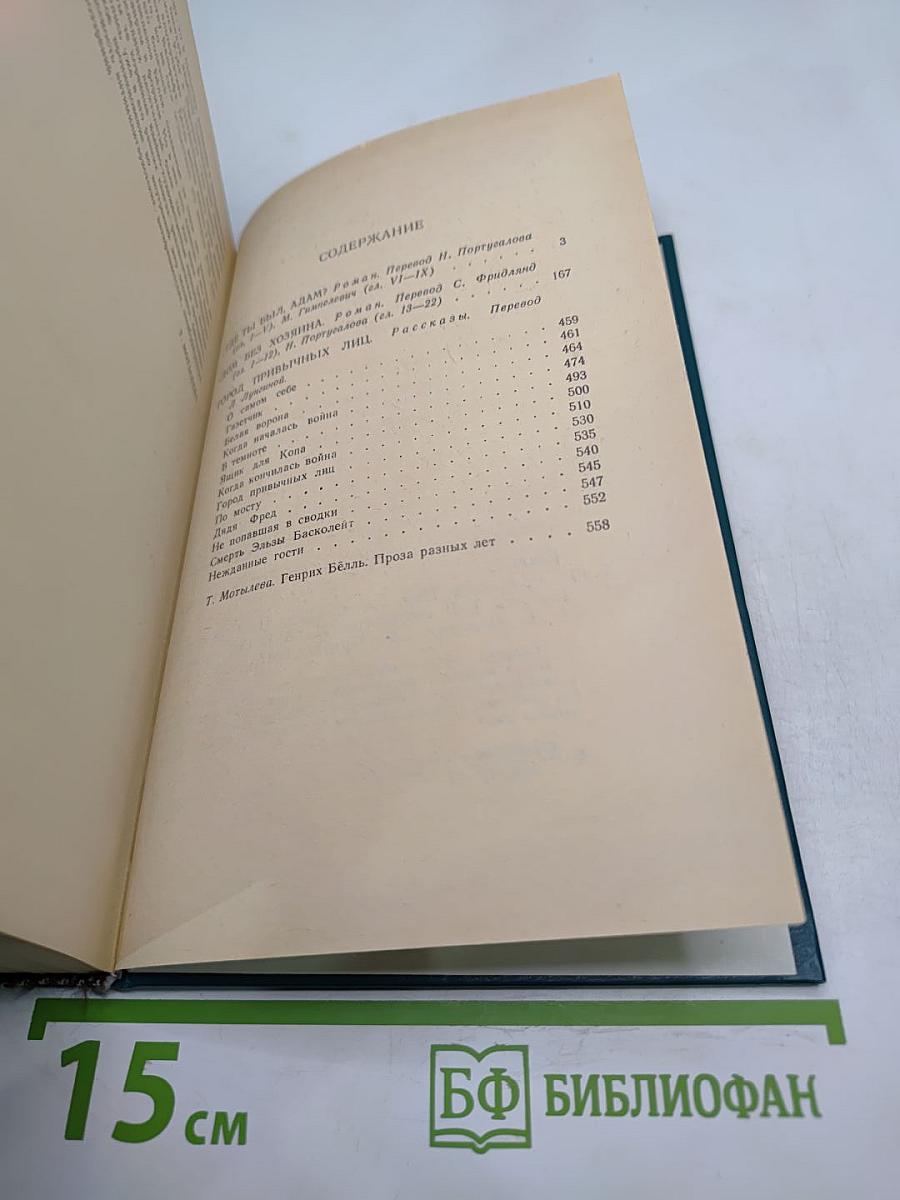 СОДЕРЖАНИЕ
ГДЕ ТЫ БЫЛ, АДАМ? Роман. Перевод Н. Португалова
(гл. I—V), М. Гимпелевич (гл. VI—IX) . . . . . . 3
ДОМ БЕЗ ХОЗЯИНА. Роман. Перевод С. Фридлянд
(гл. 1—12), Н. Португалова (гл. 13—22) . . . . . . 167
ГОРОД ПРИВЫЧНЫХ ЛИЦ. Рассказы. Перевод
Л. Лунгиной.
О самом себе . . . . . . 459
Газетчик . . . . . . 461
Белая ворона . . . . . . 464
Когда началась война . . . . . . 474
В темноте . . . . . . 493
Ящик для Копа . . . . . . 500
Когда кончилась война . . . . . . 510
Город привычных лиц . . . . . . 530
По мосту . . . . . . 535
Дядя Фред . . . . . . 540
Не попавшая в сводки . . . . . . 545
Смерть Эльзы Басколейт . . . . . . 547
Нежданные гости . . . . . . 552
Т. Мотылева. Генрих Бёлль. Проза разных лет . . . . 558
15 см
БФ БИБЛИОФАН